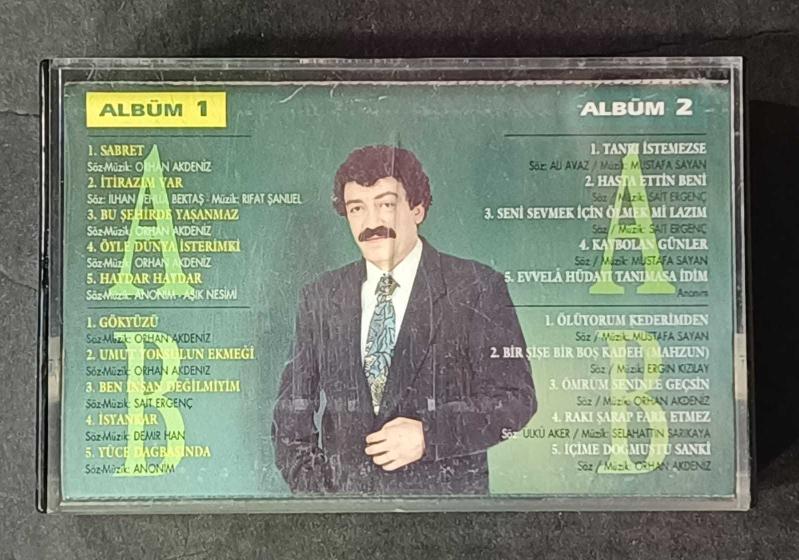 ALBÜM 1
A
1. SABRET
Söz-Müzik: ORHAN AKDENİZ
2. İTİRAZIM VAR
Söz: İLHAN BEHLÜL BEKTAŞ - Müzik: RIFAT ŞANLIEL
3. BU ŞEHİRDE YAŞANMAZ
Söz-Müzik: ORHAN AKDENİZ
4. ÖYLE DÜNYA İSTERİMKİ
Söz-Müzik: ORHAN AKDENİZ
5. HAYDAR HAYDAR
Söz-Müzik: ANONİM - AŞIK NESİMİ
B
1. GÖKYÜZÜ
Söz-Müzik: ORHAN AKDENİZ
2. UMUT YOKSULUN EKMEĞİ
Söz-Müzik: ORHAN AKDENİZ
3. BEN İNSAN DEĞİLMİYİM
Söz-Müzik: SAİT ERGENÇ
4. İSYANKAR
Söz-Müzik: DEMİR HAN
5. YÜCE DAĞBAŞINDA
Söz-Müzik: ANONİM
ALBÜM 2
A
1. TANRI İSTEMEZSE
Söz: ALİ AVAZ / Müzik: MUSTAFA SAYAN
2. HASTA ETTİN BENİ
Söz / Müzik: SAİT ERGENÇ
3. SENİ SEVMEK İÇİN ÖLMEK Mİ LAZIM
Söz / Müzik: SAİT ERGENÇ
4. KAYBOLAN GÜNLER
Söz / Müzik: MUSTAFA SAYAN
5. EVVELÂ HÜDAYI TANIMASA İDİM
Anonim
B
1. ÖLÜYORUM KEDERİMDEN
Söz / Müzik: MUSTAFA SAYAN
2. BİR ŞİŞE BİR BOŞ KADEH (MAHZUN)
Söz / Müzik: ERGIN KIZILAY
3. ÖMRUM SENİNLE GEÇSİN
Söz / Müzik: ORHAN AKDENİZ
4. RAKI ŞARAP FARK ETMEZ
Söz: ÜLKÜ AKER / Müzik: SELAHATTİN SARIKAYA
5. İÇİME DOĞMUŞTU SANKİ
Söz / Müzik: ORHAN AKDENİZ